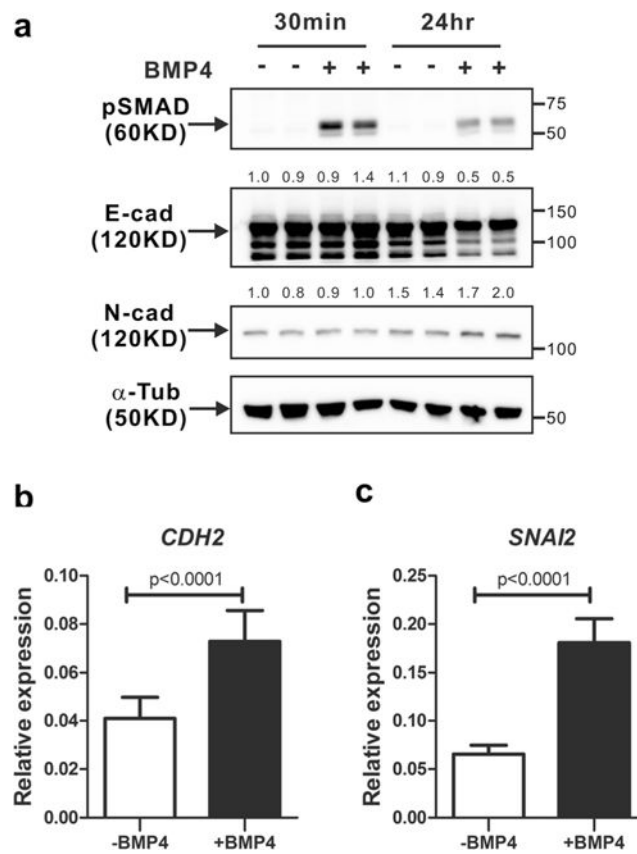 a
30min 24hr
BMP4 - - + + - - + +
pSMAD
(60KD)
75
50
1.0 0.9 0.9 1.4 1.1 0.9 0.5 0.5
E-cad
(120KD)
150
100
1.0 0.8 0.9 1.0 1.5 1.4 1.7 2.0
N-cad
(120KD)
100
α-Tub
(50KD)
50
b
CDH2
p<0.0001
Relative expression
0.10
0.08
0.06
0.04
0.02
0.00
-BMP4 +BMP4
c
SNAI2
p<0.0001
Relative expression
0.25
0.20
0.15
0.10
0.05
0.00
-BMP4 +BMP4